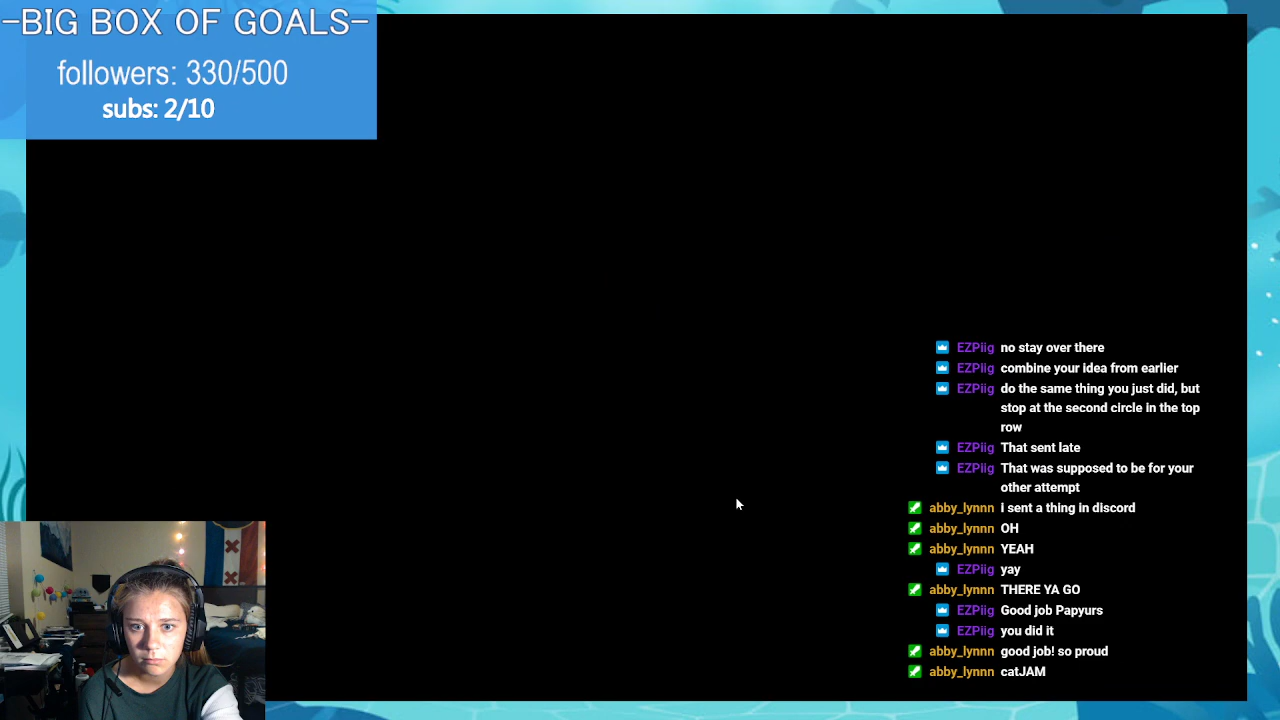 -BIG BOX OF GOALS-
followers: 330/500
subs: 2/10
EZPiig no stay over there
EZPiig combine your idea from earlier
EZPiig do the same thing you just did, but
stop at the second circle in the top
row
EZPiig That sent late
EZPiig That was supposed to be for your
other attempt
abby_lynnn i sent a thing in discord
abby_lynnn OH
abby_lynnn YEAH
EZPiig yay
abby_lynnn THERE YA GO
EZPiig Good job Papyurs
EZPiig you did it
abby_lynnn good job! so proud
abby_lynnn catJAM